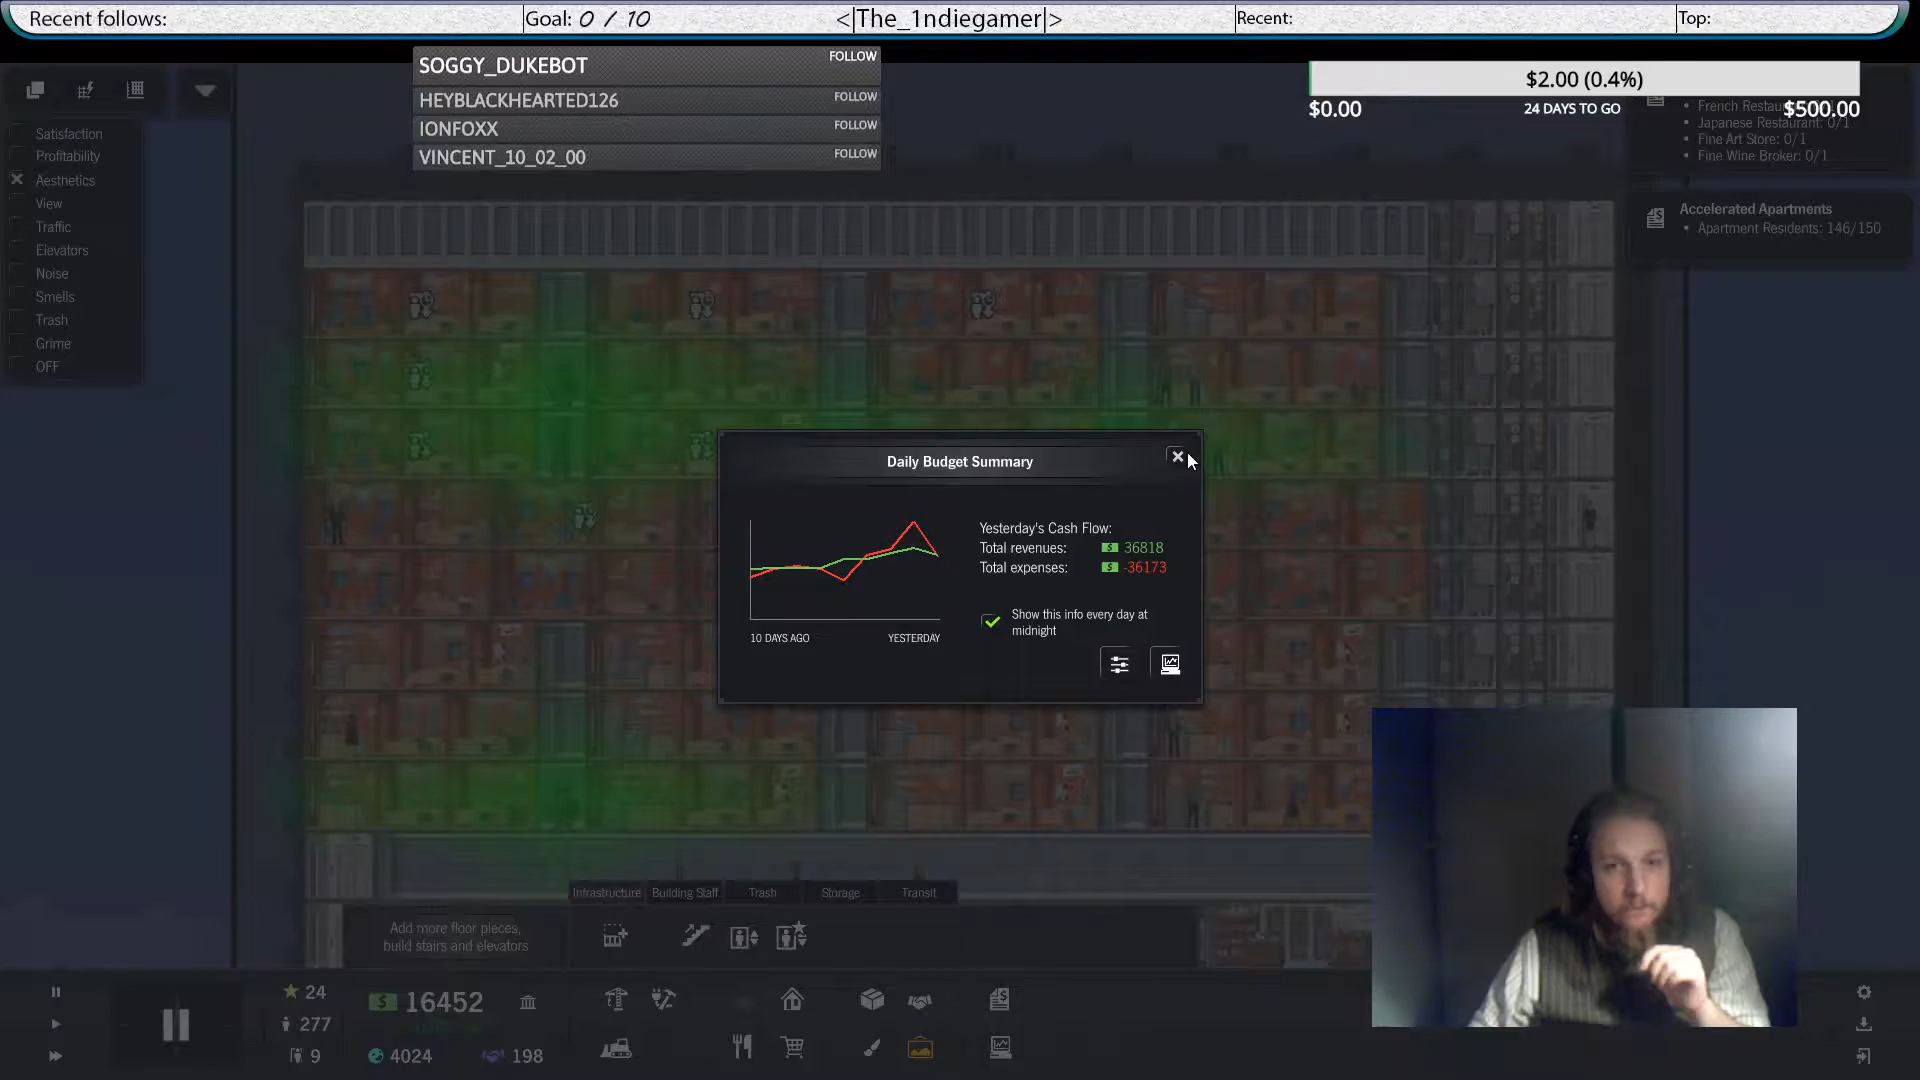 Recent follows:
Goal: 0 / 10
<|The_1ndiegamer|>
Recent:
Top:
SOGGY_DUKEBOT FOLLOW
HEYBLACKHEARTED126 FOLLOW
IONFOXX FOLLOW
VINCENT_10_02_00 FOLLOW
$2.00 (0.4%)
$0.00 24 DAYS TO GO $500.00
French Restaurant: 0/1
Japanese Restaurant: 0/1
Fine Art Store: 0/1
Fine Wine Broker: 0/1
Accelerated Apartments
Apartment Residents: 146/150
Satisfaction
Profitability
Aesthetics
View
Traffic
Elevators
Noise
Smells
Trash
Grime
OFF
Daily Budget Summary
Yesterday's Cash Flow:
Total revenues: 36818
Total expenses: -36173
Show this info every day at
midnight
10 DAYS AGO YESTERDAY
Infrastructure Building Staff Trash Storage Transit
Add more floor pieces,
build stairs and elevators
24
16452
277
9
4024
198